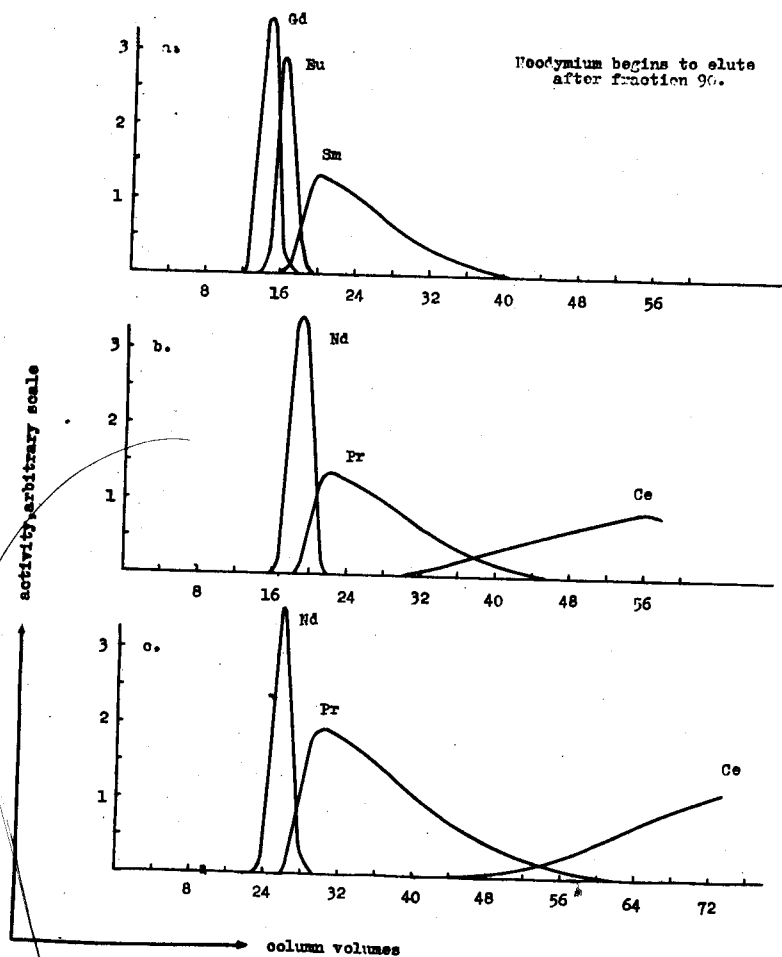 Gd
3
a.
Eu
Neodymium begins to elute
after fraction 96.
2
Sm
1
8 16 24 32 40 48 56
3
b.
Nd
2
Pr
1
Ce
8 16 24 32 40 48 56
activity, arbitrary scale
3
c.
Nd
2
Pr
1
Ce
8 24 32 40 48 56 64 72
column volumes